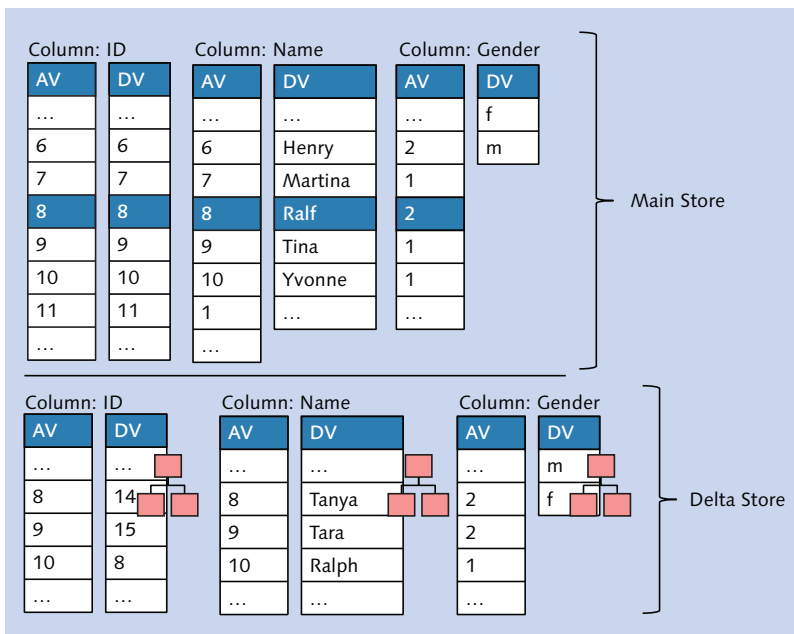 Column: ID Column: Name Column: Gender
AV DV AV DV AV DV
... ... ... ... ... f
6 6 6 Henry 2 m
7 7 7 Martina 1
8 8 8 Ralf 2
Main Store
9 9 9 Tina 1
10 10 10 Yvonne 1
11 11 1 ... ...
... ... ...
Column: ID Column: Name Column: Gender
AV DV AV DV AV DV
... ... ... ... ... m
8 14 8 Tanya 2 f
Delta Store
9 15 9 Tara 2
10 8 10 Ralph 1
... ... ... ... ...